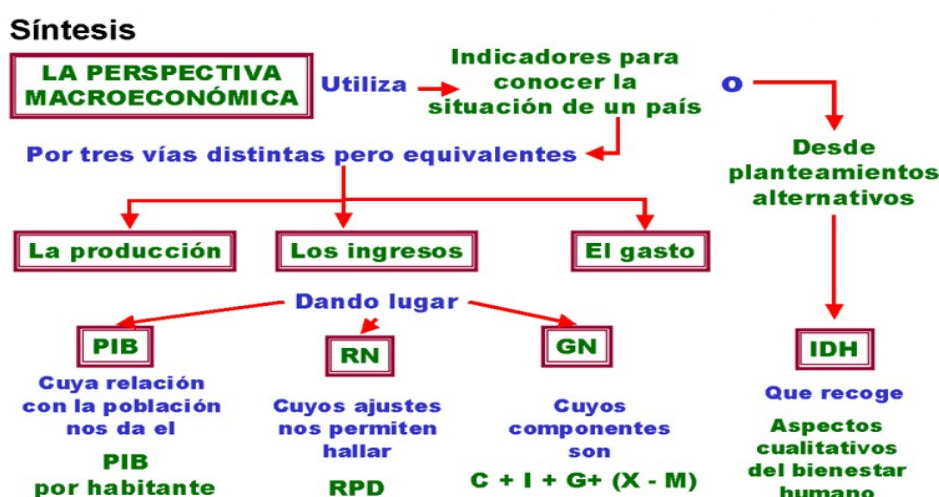 Síntesis
LA PERSPECTIVA
MACROECONÓMICA
Utiliza
Indicadores para
conocer la
situación de un país
O
Desde
planteamientos
alternativos
Por tres vías distintas pero equivalentes
La producción
Los ingresos
El gasto
Dando lugar
PIB
RN
GN
IDH
Cuya relación
con la población
nos da el
PIB
por habitante
Cuyos ajustes
nos permiten
hallar
RPD
Cuyos
componentes
son
C + I + G+ (X - M)
Que recoge
Aspectos
cualitativos
del bienestar
humano